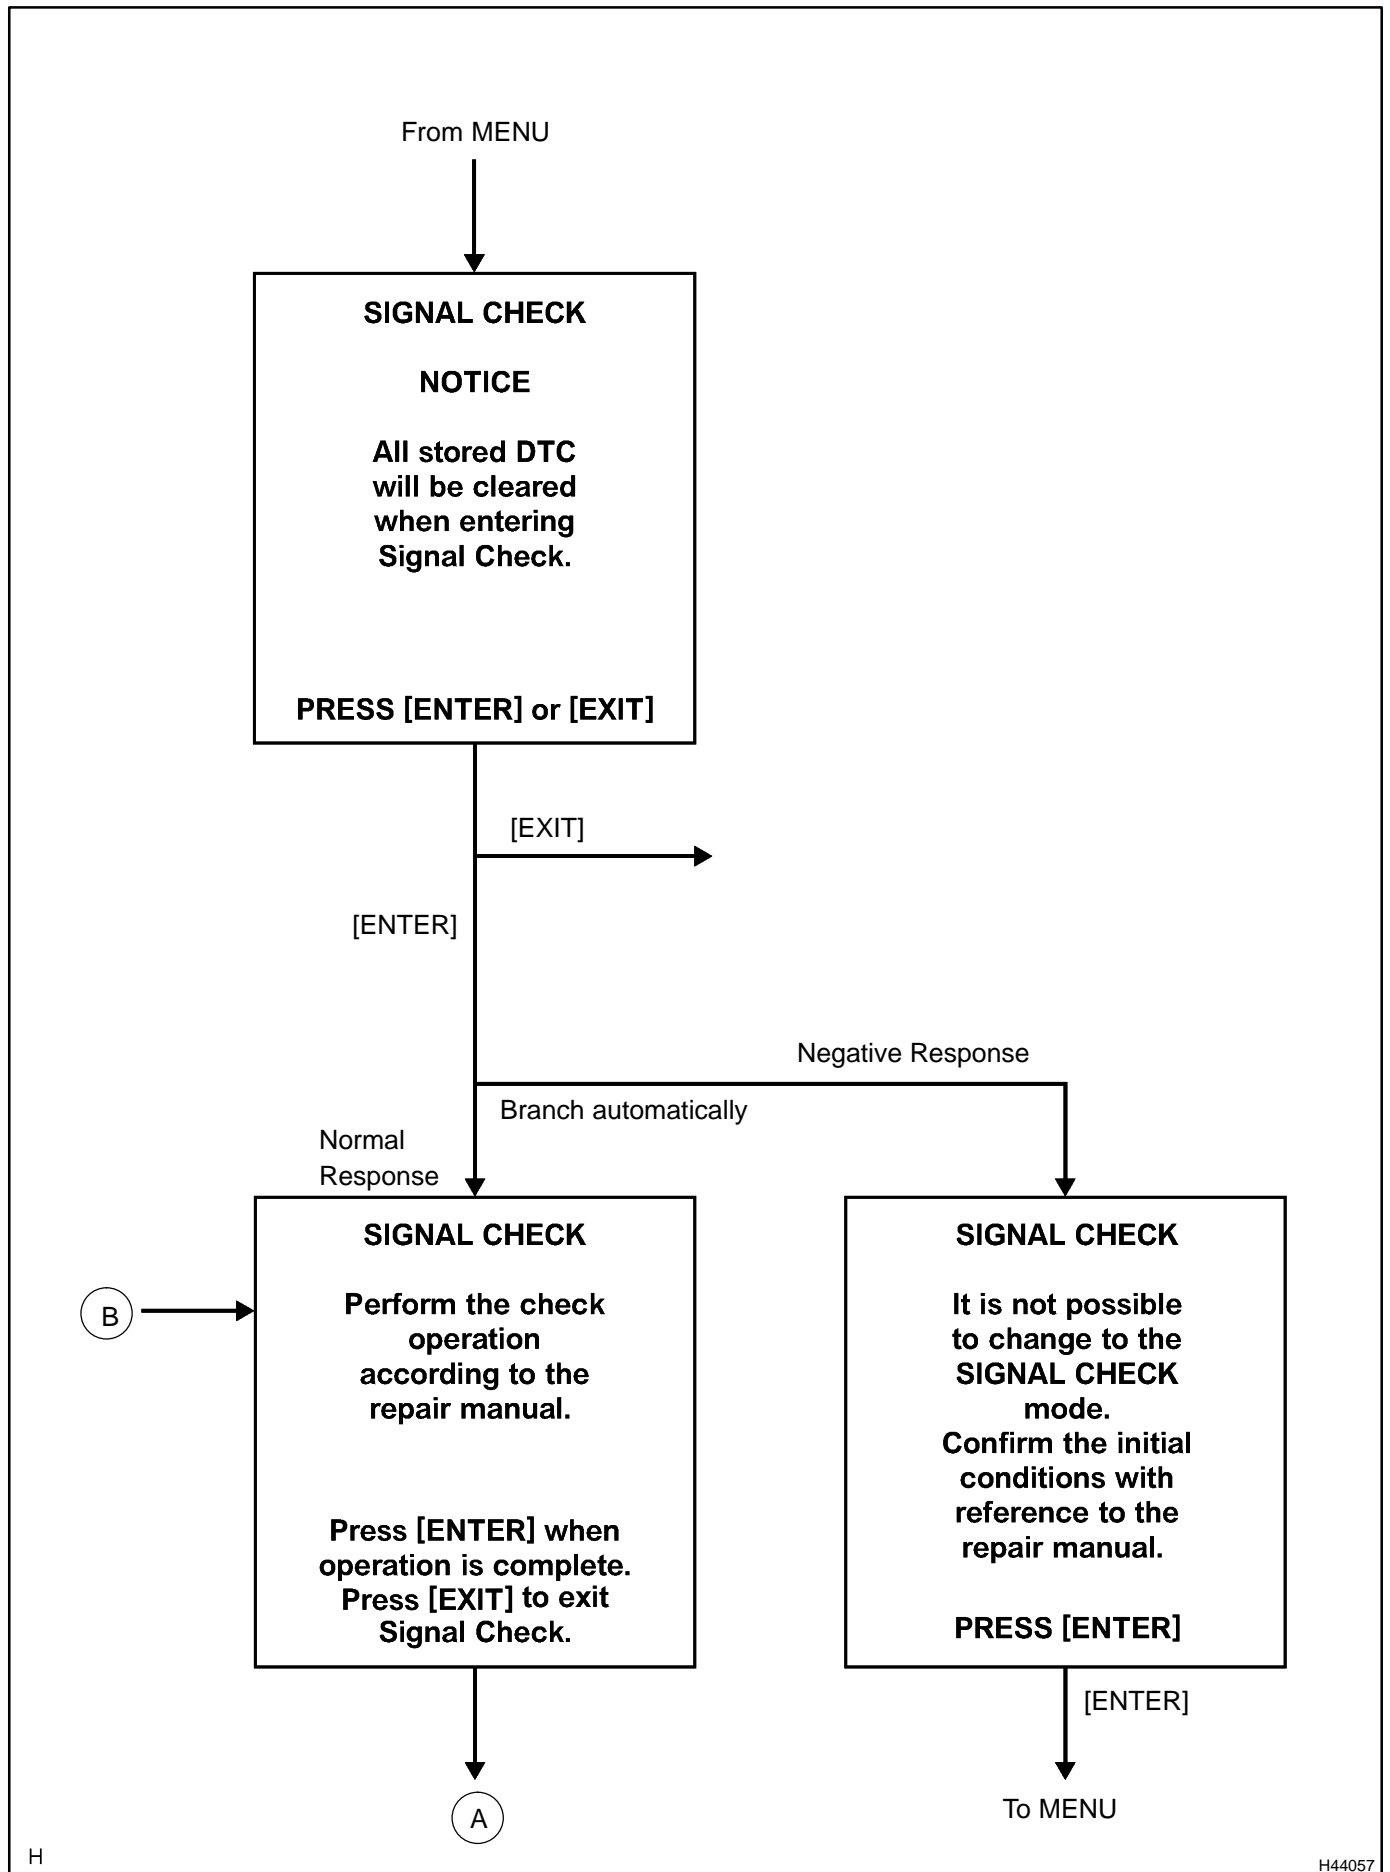 From MENU
SIGNAL CHECK
NOTICE
All stored DTC
will be cleared
when entering
Signal Check.
PRESS [ENTER] or [EXIT]
[EXIT]
[ENTER]
Negative Response
Branch automatically
Normal
Response
SIGNAL CHECK
Perform the check
operation
according to the
repair manual.
Press [ENTER] when
operation is complete.
Press [EXIT] to exit
Signal Check.
B
A
SIGNAL CHECK
It is not possible
to change to the
SIGNAL CHECK
mode.
Confirm the initial
conditions with
reference to the
repair manual.
PRESS [ENTER]
[ENTER]
To MENU
H
H44057